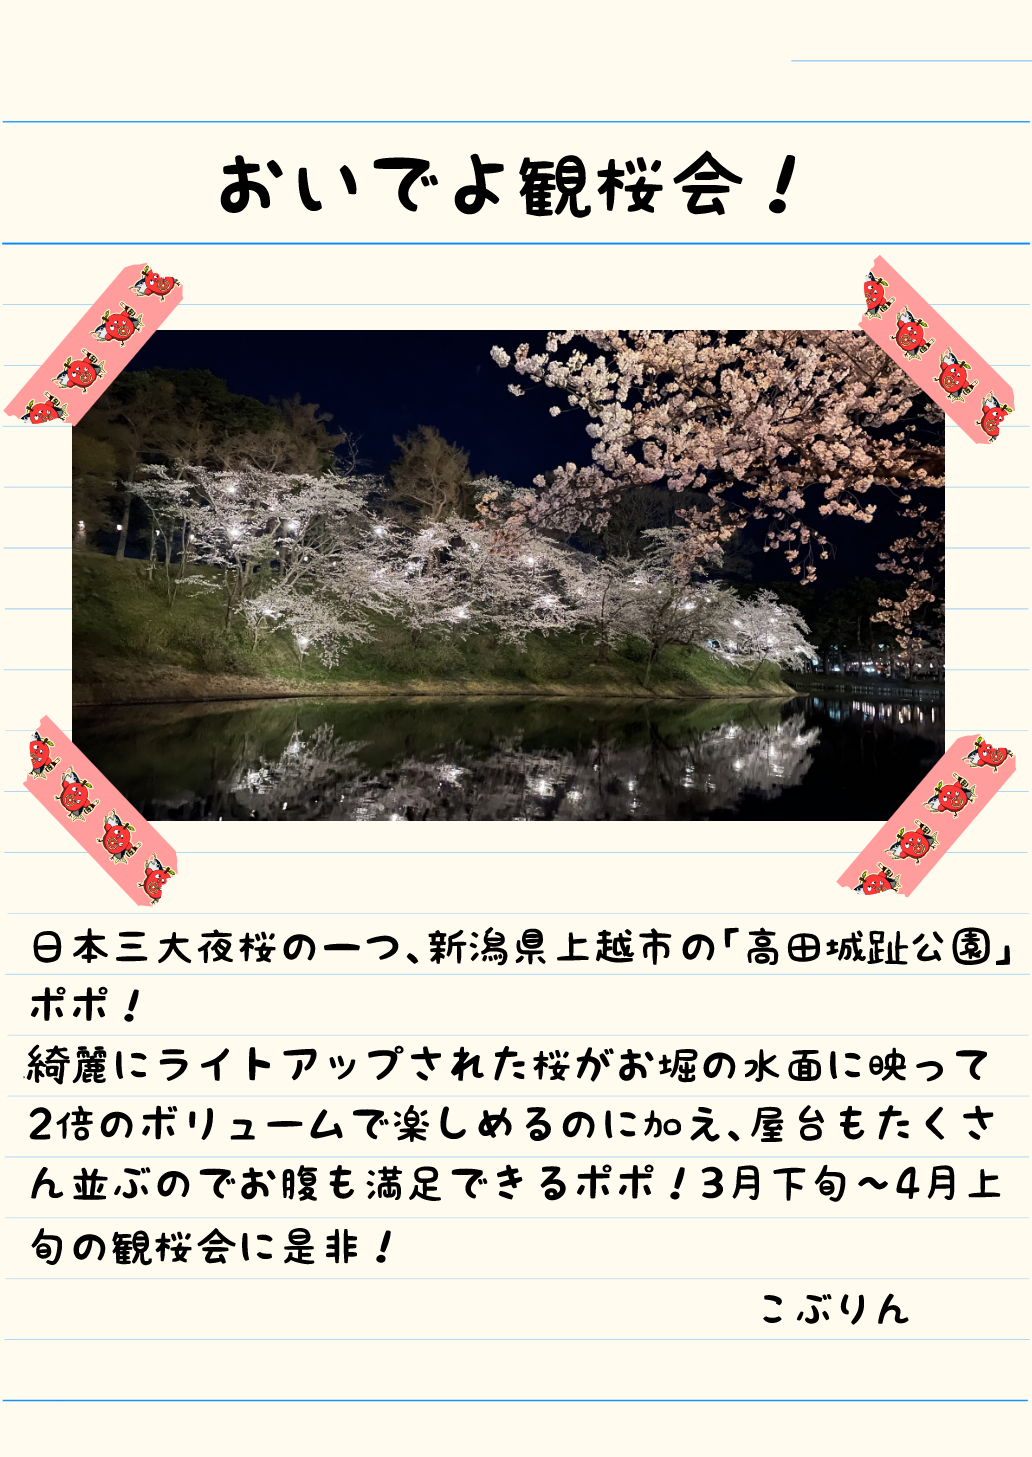 おいでよ観桜会！
日本三大夜桜の一つ、新潟県上越市の「高田城趾公園」
ポポ！
綺麗にライトアップされた桜がお堀の水面に映って
2倍のボリュームで楽しめるのに加え、屋台もたくさ
ん並ぶのでお腹も満足できるポポ！3月下旬〜4月上
旬の観桜会に是非！
こぶりん